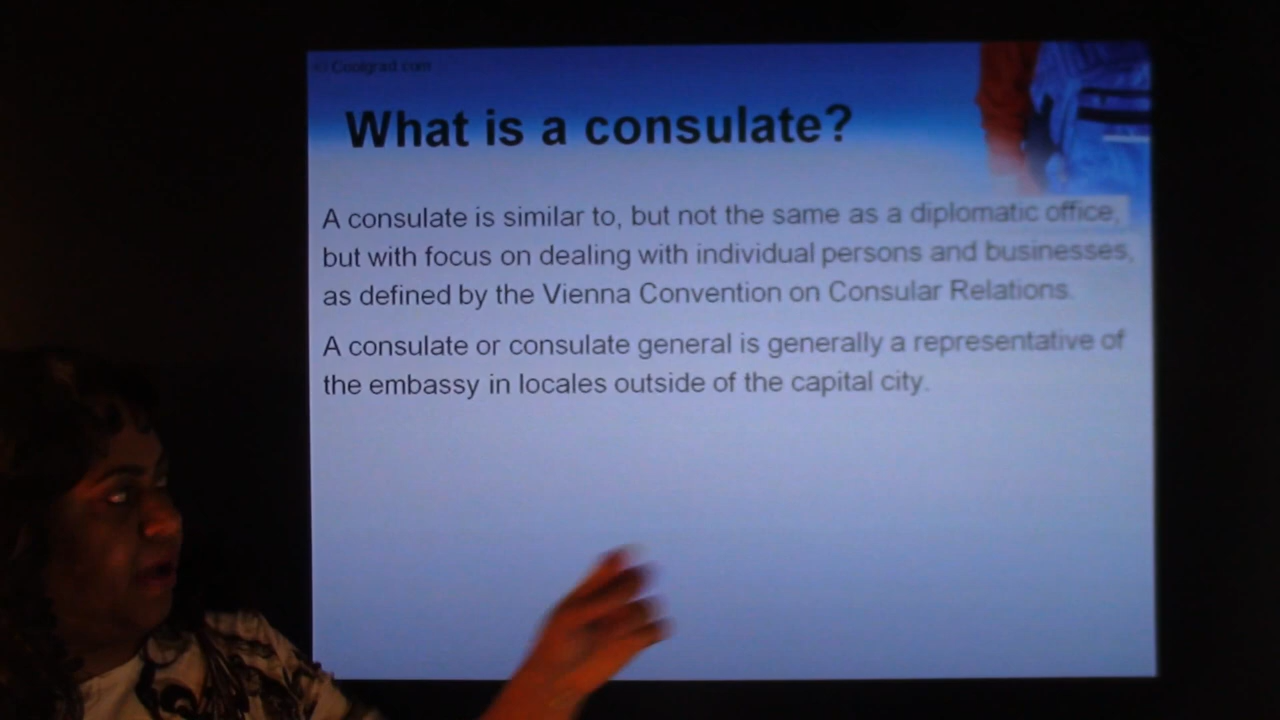 © Coolgrad.com
What is a consulate?
A consulate is similar to, but not the same as a diplomatic office,
but with focus on dealing with individual persons and businesses,
as defined by the Vienna Convention on Consular Relations.
A consulate or consulate general is generally a representative of
the embassy in locales outside of the capital city.